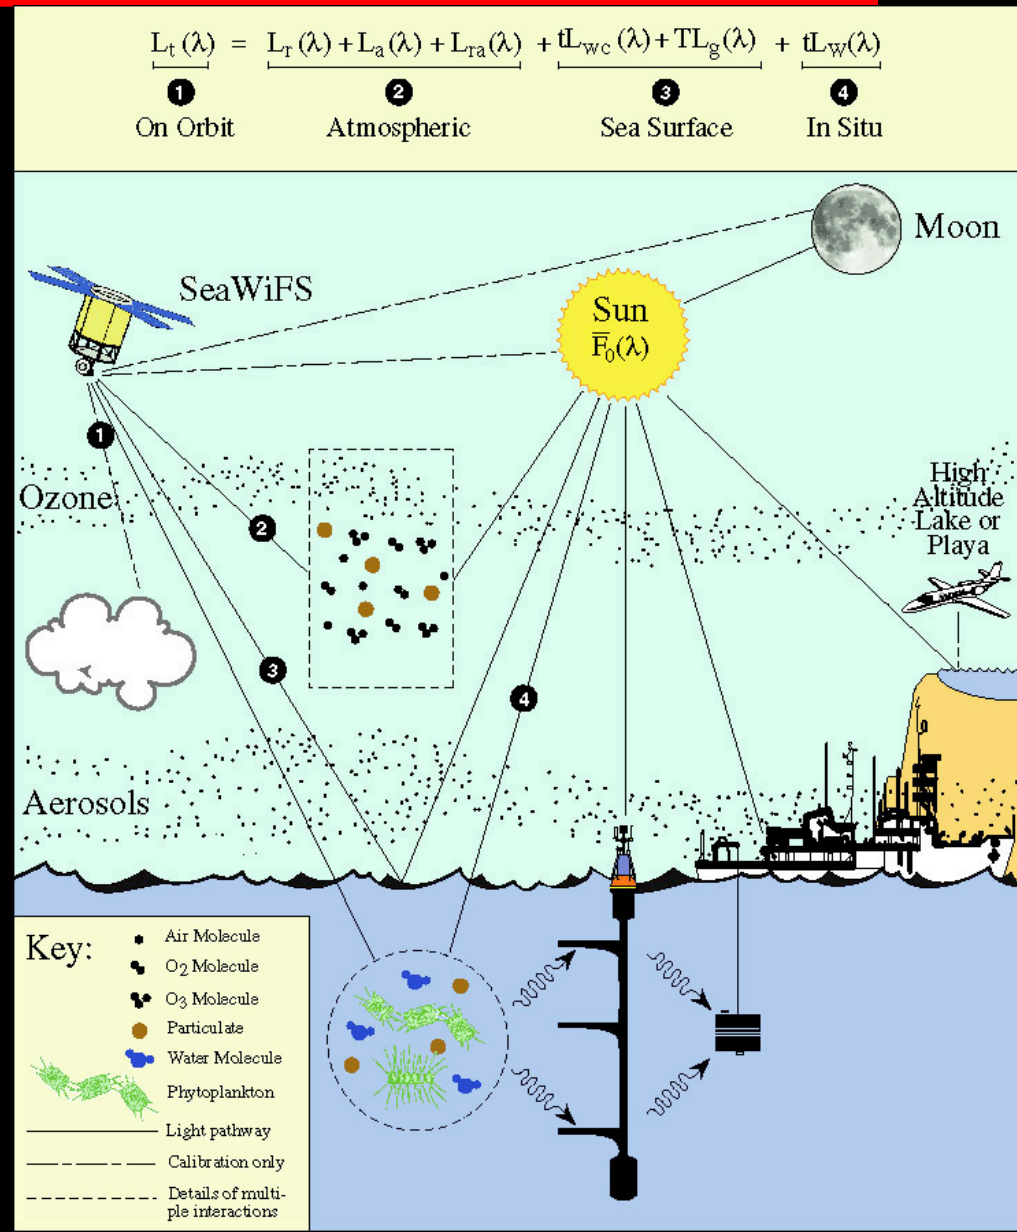 Lt(λ) = Lr(λ) + La(λ) + Lra(λ) + tLwc(λ) + TLg(λ) + tLw(λ)
1 2 3 4
On Orbit Atmospheric Sea Surface In Situ
Moon
SeaWiFS
Sun
F̅0(λ)
1
High
Altitude
Lake or
Playa
Ozone
2
3
4
Aerosols
Key:
Air Molecule
O2 Molecule
O3 Molecule
Particulate
Water Molecule
Phytoplankton
Light pathway
Calibration only
Details of multi-
ple interactions